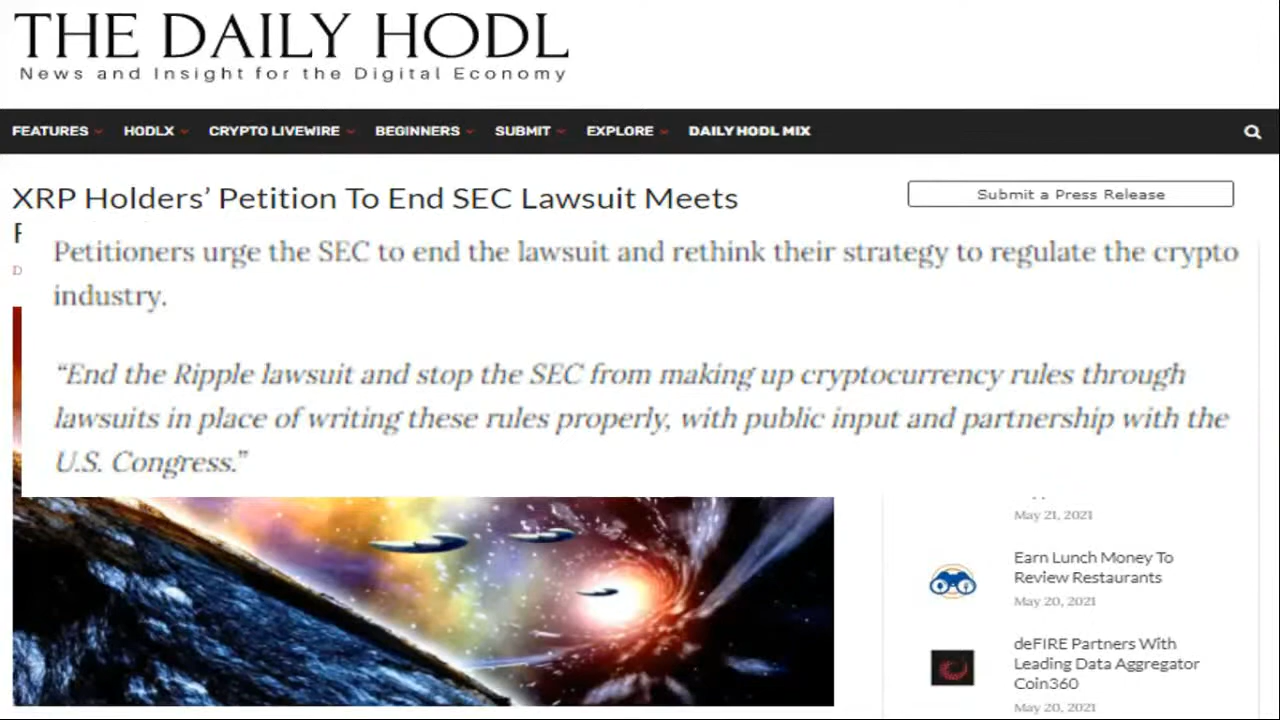 THE DAILY HODL
News and Insight for the Digital Economy
FEATURES HODLX CRYPTO LIVEWIRE BEGINNERS SUBMIT EXPLORE DAILY HODL MIX
XRP Holders’ Petition To End SEC Lawsuit Meets
Submit a Press Release
F
D
Petitioners urge the SEC to end the lawsuit and rethink their strategy to regulate the crypto
industry.
“End the Ripple lawsuit and stop the SEC from making up cryptocurrency rules through
lawsuits in place of writing these rules properly, with public input and partnership with the
U.S. Congress.”
May 21, 2021
Earn Lunch Money To
Review Restaurants
May 20, 2021
deFIRE Partners With
Leading Data Aggregator
Coin360
May 20, 2021